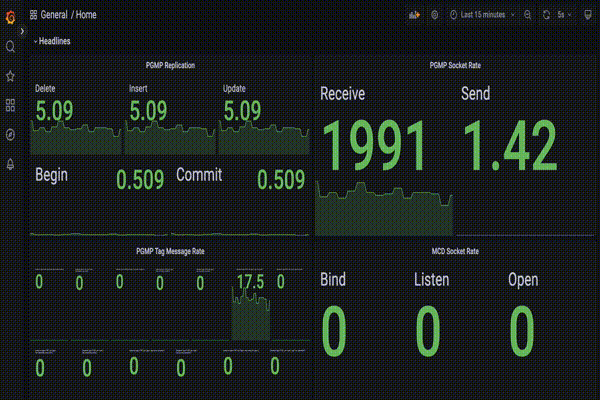 General / Home
Last 15 minutes
5s
Headlines
PGMP Replication
Delete
Insert
Update
5.09
5.09
5.09
Begin
0.509
Commit
0.509
PGMP Socket Rate
Receive
Send
1991
1.42
PGMP Tag Message Rate
0
0
0
0
0
17.5
0
0
0
0
0
0
0
0
MCD Socket Rate
Bind
Listen
Open
0
0
0